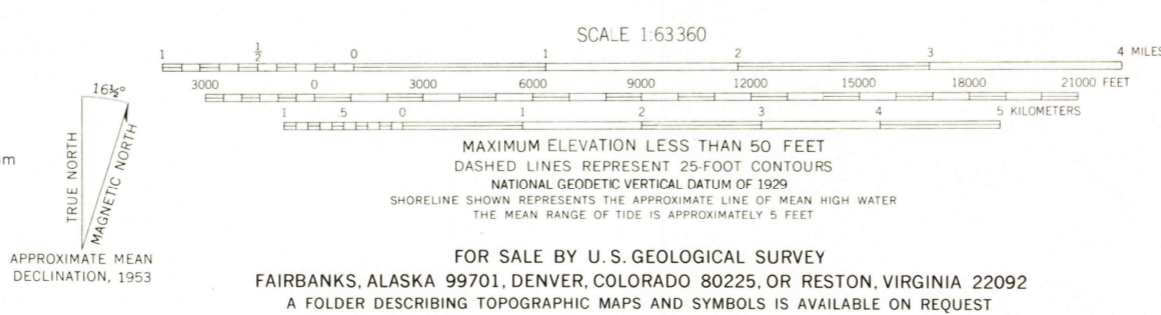 SCALE 1:63360
1 ½ 0 1 2 3 4 MILES
3000 0 3000 6000 9000 12000 15000 18000 21000 FEET
1 .5 0 1 2 3 4 5 KILOMETERS
16½°
TRUE NORTH
MAGNETIC NORTH
APPROXIMATE MEAN
DECLINATION, 1953
MAXIMUM ELEVATION LESS THAN 50 FEET
DASHED LINES REPRESENT 25-FOOT CONTOURS
NATIONAL GEODETIC VERTICAL DATUM OF 1929
SHORELINE SHOWN REPRESENTS THE APPROXIMATE LINE OF MEAN HIGH WATER
THE MEAN RANGE OF TIDE IS APPROXIMATELY 5 FEET
FOR SALE BY U.S. GEOLOGICAL SURVEY
FAIRBANKS, ALASKA 99701, DENVER, COLORADO 80225, OR RESTON, VIRGINIA 22092
A FOLDER DESCRIBING TOPOGRAPHIC MAPS AND SYMBOLS IS AVAILABLE ON REQUEST